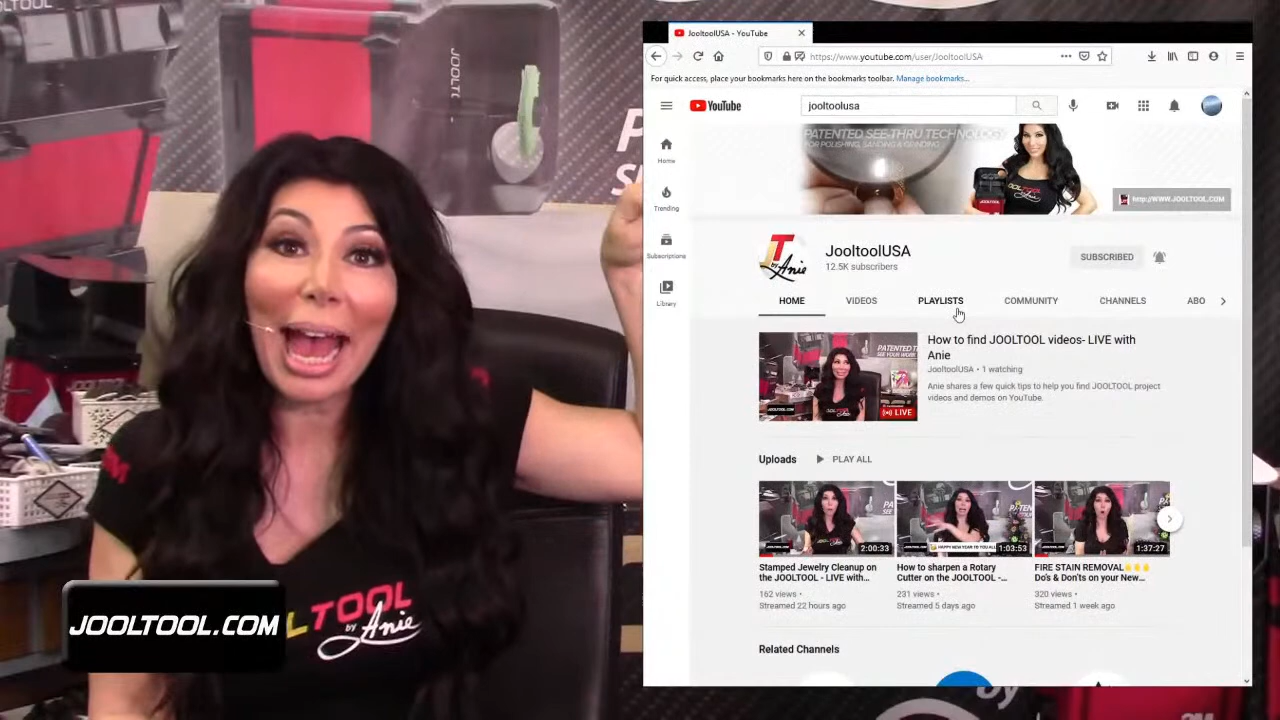 JOOLT
P
S
JOOLTOOL.COM
LTOOL
BY Anie
JooltoolUSA - YouTube
https://www.youtube.com/user/JooltoolUSA
For quick access, place your bookmarks here on the bookmarks toolbar. Manage bookmarks...
YouTube
jooltoolusa
PATENTED SEE-THRU TECHNOLOGY
FOR POLISHING, SANDING & GRINDING
http://WWW.JOOLTOOL.COM
Home
Trending
Subscriptions
Library
JT by Anie
JooltoolUSA
12.5K subscribers
SUBSCRIBED
HOME VIDEOS PLAYLISTS COMMUNITY CHANNELS ABO
How to find JOOLTOOL videos- LIVE with
Anie
JooltoolUSA • 1 watching
Anie shares a few quick tips to help you find JOOLTOOL project
videos and demos on YouTube.
LIVE
Uploads PLAY ALL
2:00:33
1:03:53
1:37:27
Stamped Jewelry Cleanup on
the JOOLTOOL - LIVE with...
162 views •
Streamed 22 hours ago
How to sharpen a Rotary
Cutter on the JOOLTOOL -...
231 views •
Streamed 5 days ago
FIRE STAIN REMOVAL
Do's & Don'ts on your New...
320 views •
Streamed 1 week ago
Related Channels